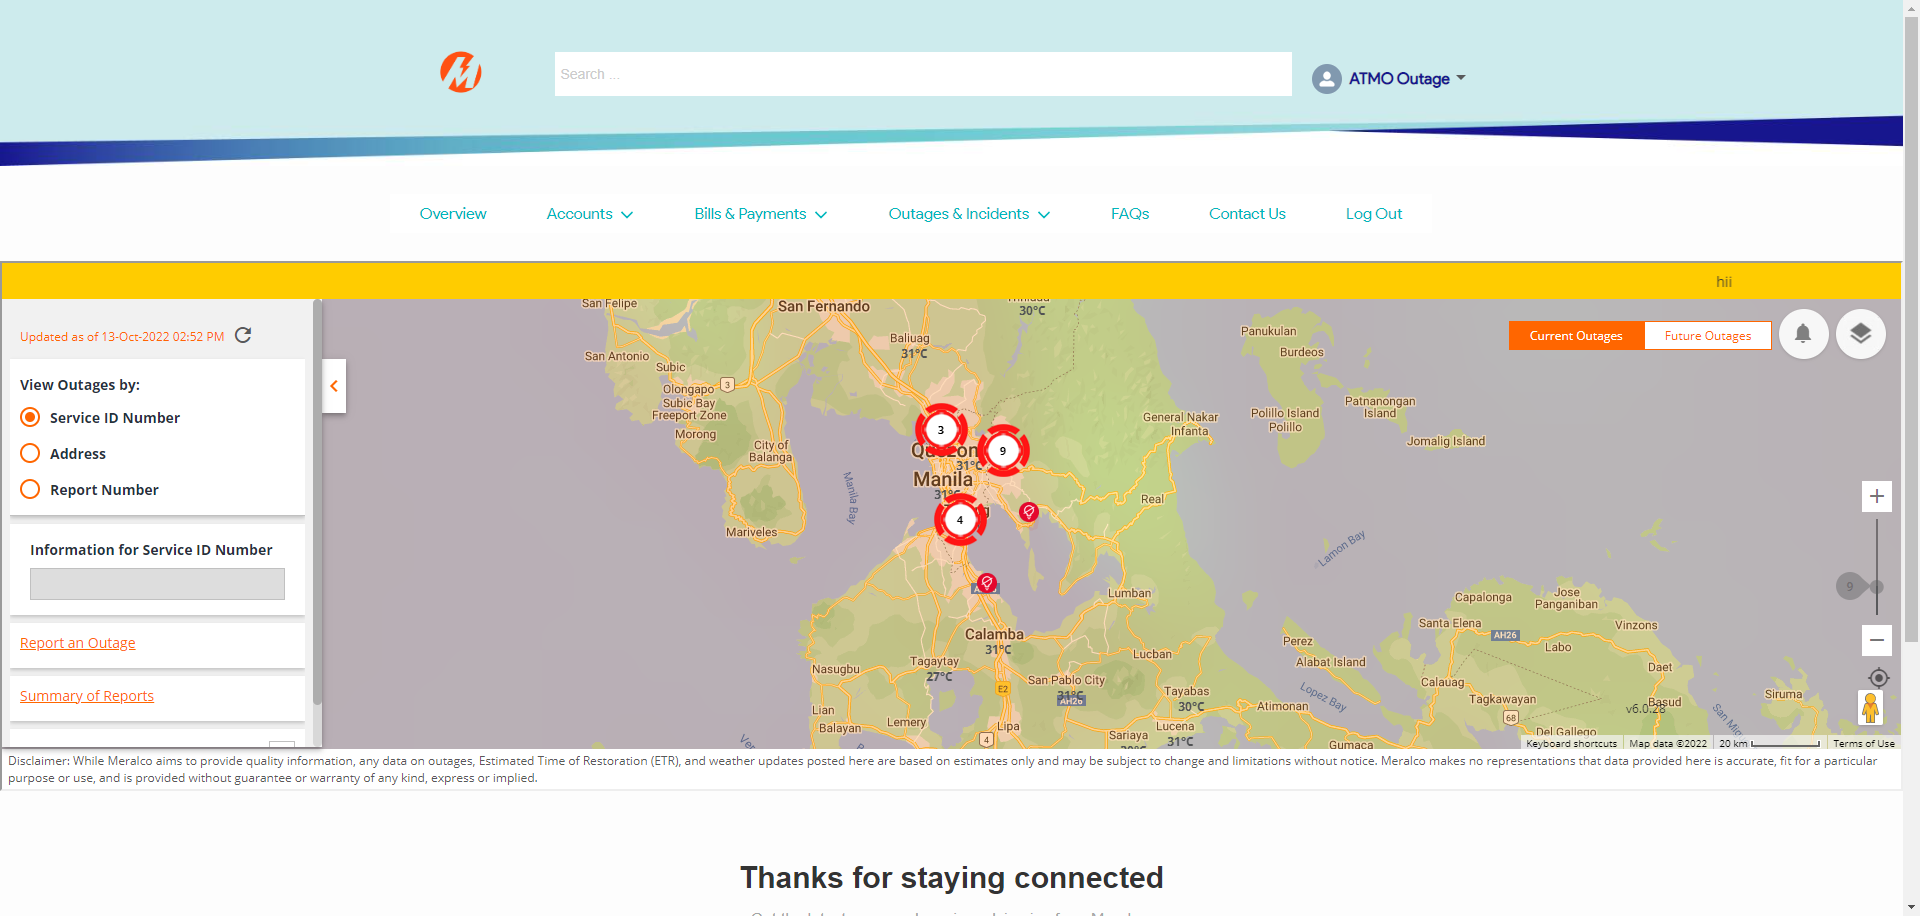 Search ...
ATMO Outage
Overview
Accounts
Bills & Payments
Outages & Incidents
FAQs
Contact Us
Log Out
hii
Updated as of 13-Oct-2022 02:52 PM
View Outages by:
Service ID Number
Address
Report Number
Information for Service ID Number
Report an Outage
Summary of Reports
Current Outages
Future Outages
San Felipe
San Fernando
30°C
Baliuag
31°C
San Antonio
Subic
Olongapo
3
Subic Bay
Freeport Zone
Morong
City of
Balanga
Manila Bay
Mariveles
3
9
31°C
Manila
31°C
4
Panukulan
Burdeos
General Nakar
Infanta
Polillo Island
Polillo
Patnanongan
Island
Jomalig Island
Real
Lamon Bay
9
Lumban
Calamba
31°C
Nasugbu
Tagaytay
27°C
E2
San Pablo City
31°C
AH26
Lucban
Tayabas
30°C
Lian
Balayan
Lemery
4
Lipa
Sariaya
Lucena
31°C
Atimonan
Gumaca
Perez
Alabat Island
Lopez Bay
Calauag
Tagkawayan
68
Del Gallego
Santa Elena
Capalonga
Jose
Panganiban
AH26
Labo
Vinzons
Daet
Basud
v6.0.28
Siruma
Keyboard shortcuts
Map data ©2022
20 km
Terms of Use
Disclaimer: While Meralco aims to provide quality information, any data on outages, Estimated Time of Restoration (ETR), and weather updates posted here are based on estimates only and may be subject to change and limitations without notice. Meralco makes no representations that data provided here is accurate, fit for a particular
purpose or use, and is provided without guarantee or warranty of any kind, express or implied.
Thanks for staying connected